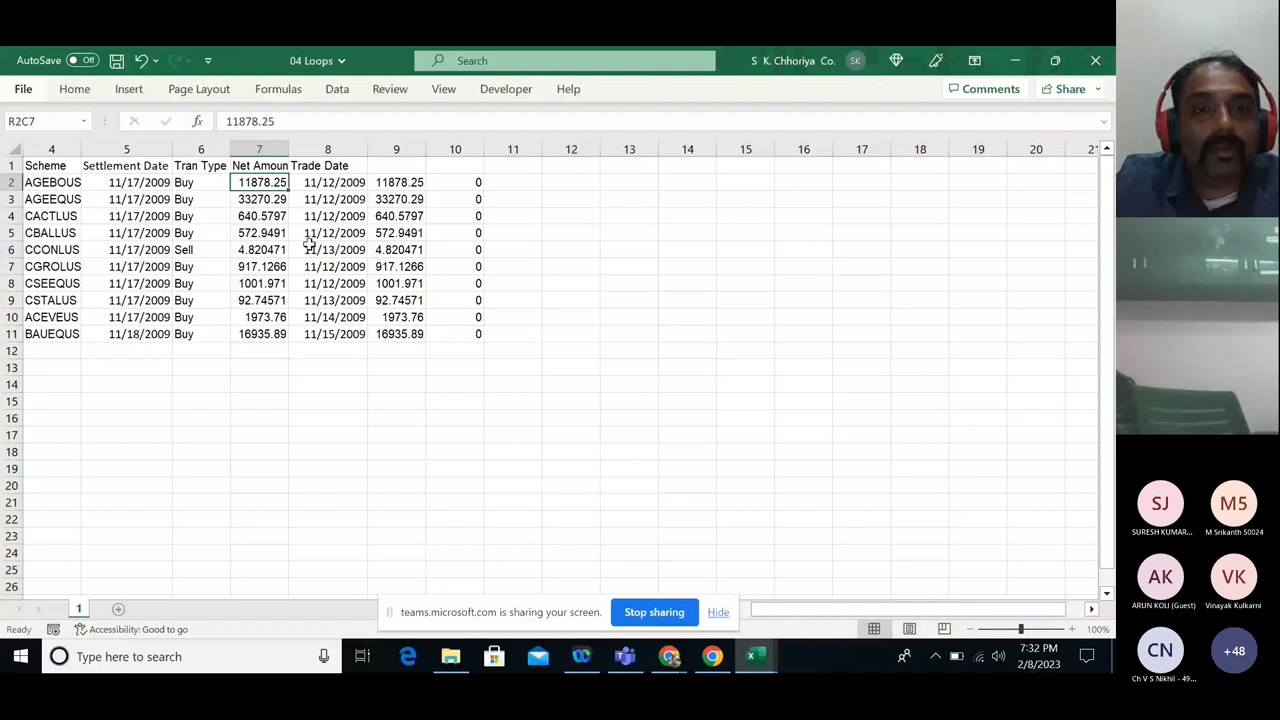 AutoSave Off 04 Loops Search S K. Chhoriya Co. SK
File Home Insert Page Layout Formulas Data Review View Developer Help Comments Share
R2C7 fx 11878.25
4 5 6 7 8 9 10 11 12 13 14 15 16 17 18 19 20 21
1 Scheme Settlement Date Tran Type Net Amoun Trade Date
2 AGEBOUS 11/17/2009 Buy 11878.25 11/12/2009 11878.25 0
3 AGEEQUS 11/17/2009 Buy 33270.29 11/12/2009 33270.29 0
4 CACTLUS 11/17/2009 Buy 640.5797 11/12/2009 640.5797 0
5 CBALLUS 11/17/2009 Buy 572.9491 11/12/2009 572.9491 0
6 CCONLUS 11/17/2009 Sell 4.820471 /13/2009 4.820471 0
7 CGROLUS 11/17/2009 Buy 917.1266 11/12/2009 917.1266 0
8 CSEEQUS 11/17/2009 Buy 1001.971 11/12/2009 1001.971 0
9 CSTALUS 11/17/2009 Buy 92.74571 11/13/2009 92.74571 0
10 ACEVEUS 11/17/2009 Buy 1973.76 11/14/2009 1973.76 0
11 BAUEQUS 11/18/2009 Buy 16935.89 11/15/2009 16935.89 0
12
13
14
15
16
17
18
19
20
21
22
23
24
25
26
1
teams.microsoft.com is sharing your screen. Stop sharing Hide
Ready Accessibility: Good to go 100%
Type here to search
7:32 PM
2/8/2023
SJ M5
SURESH KUMAR... M Srikanth 50024
AK VK
ARUN KOLI (Guest) Vinayak Kulkarni
CN +48
Ch V S Nikhil - 49...